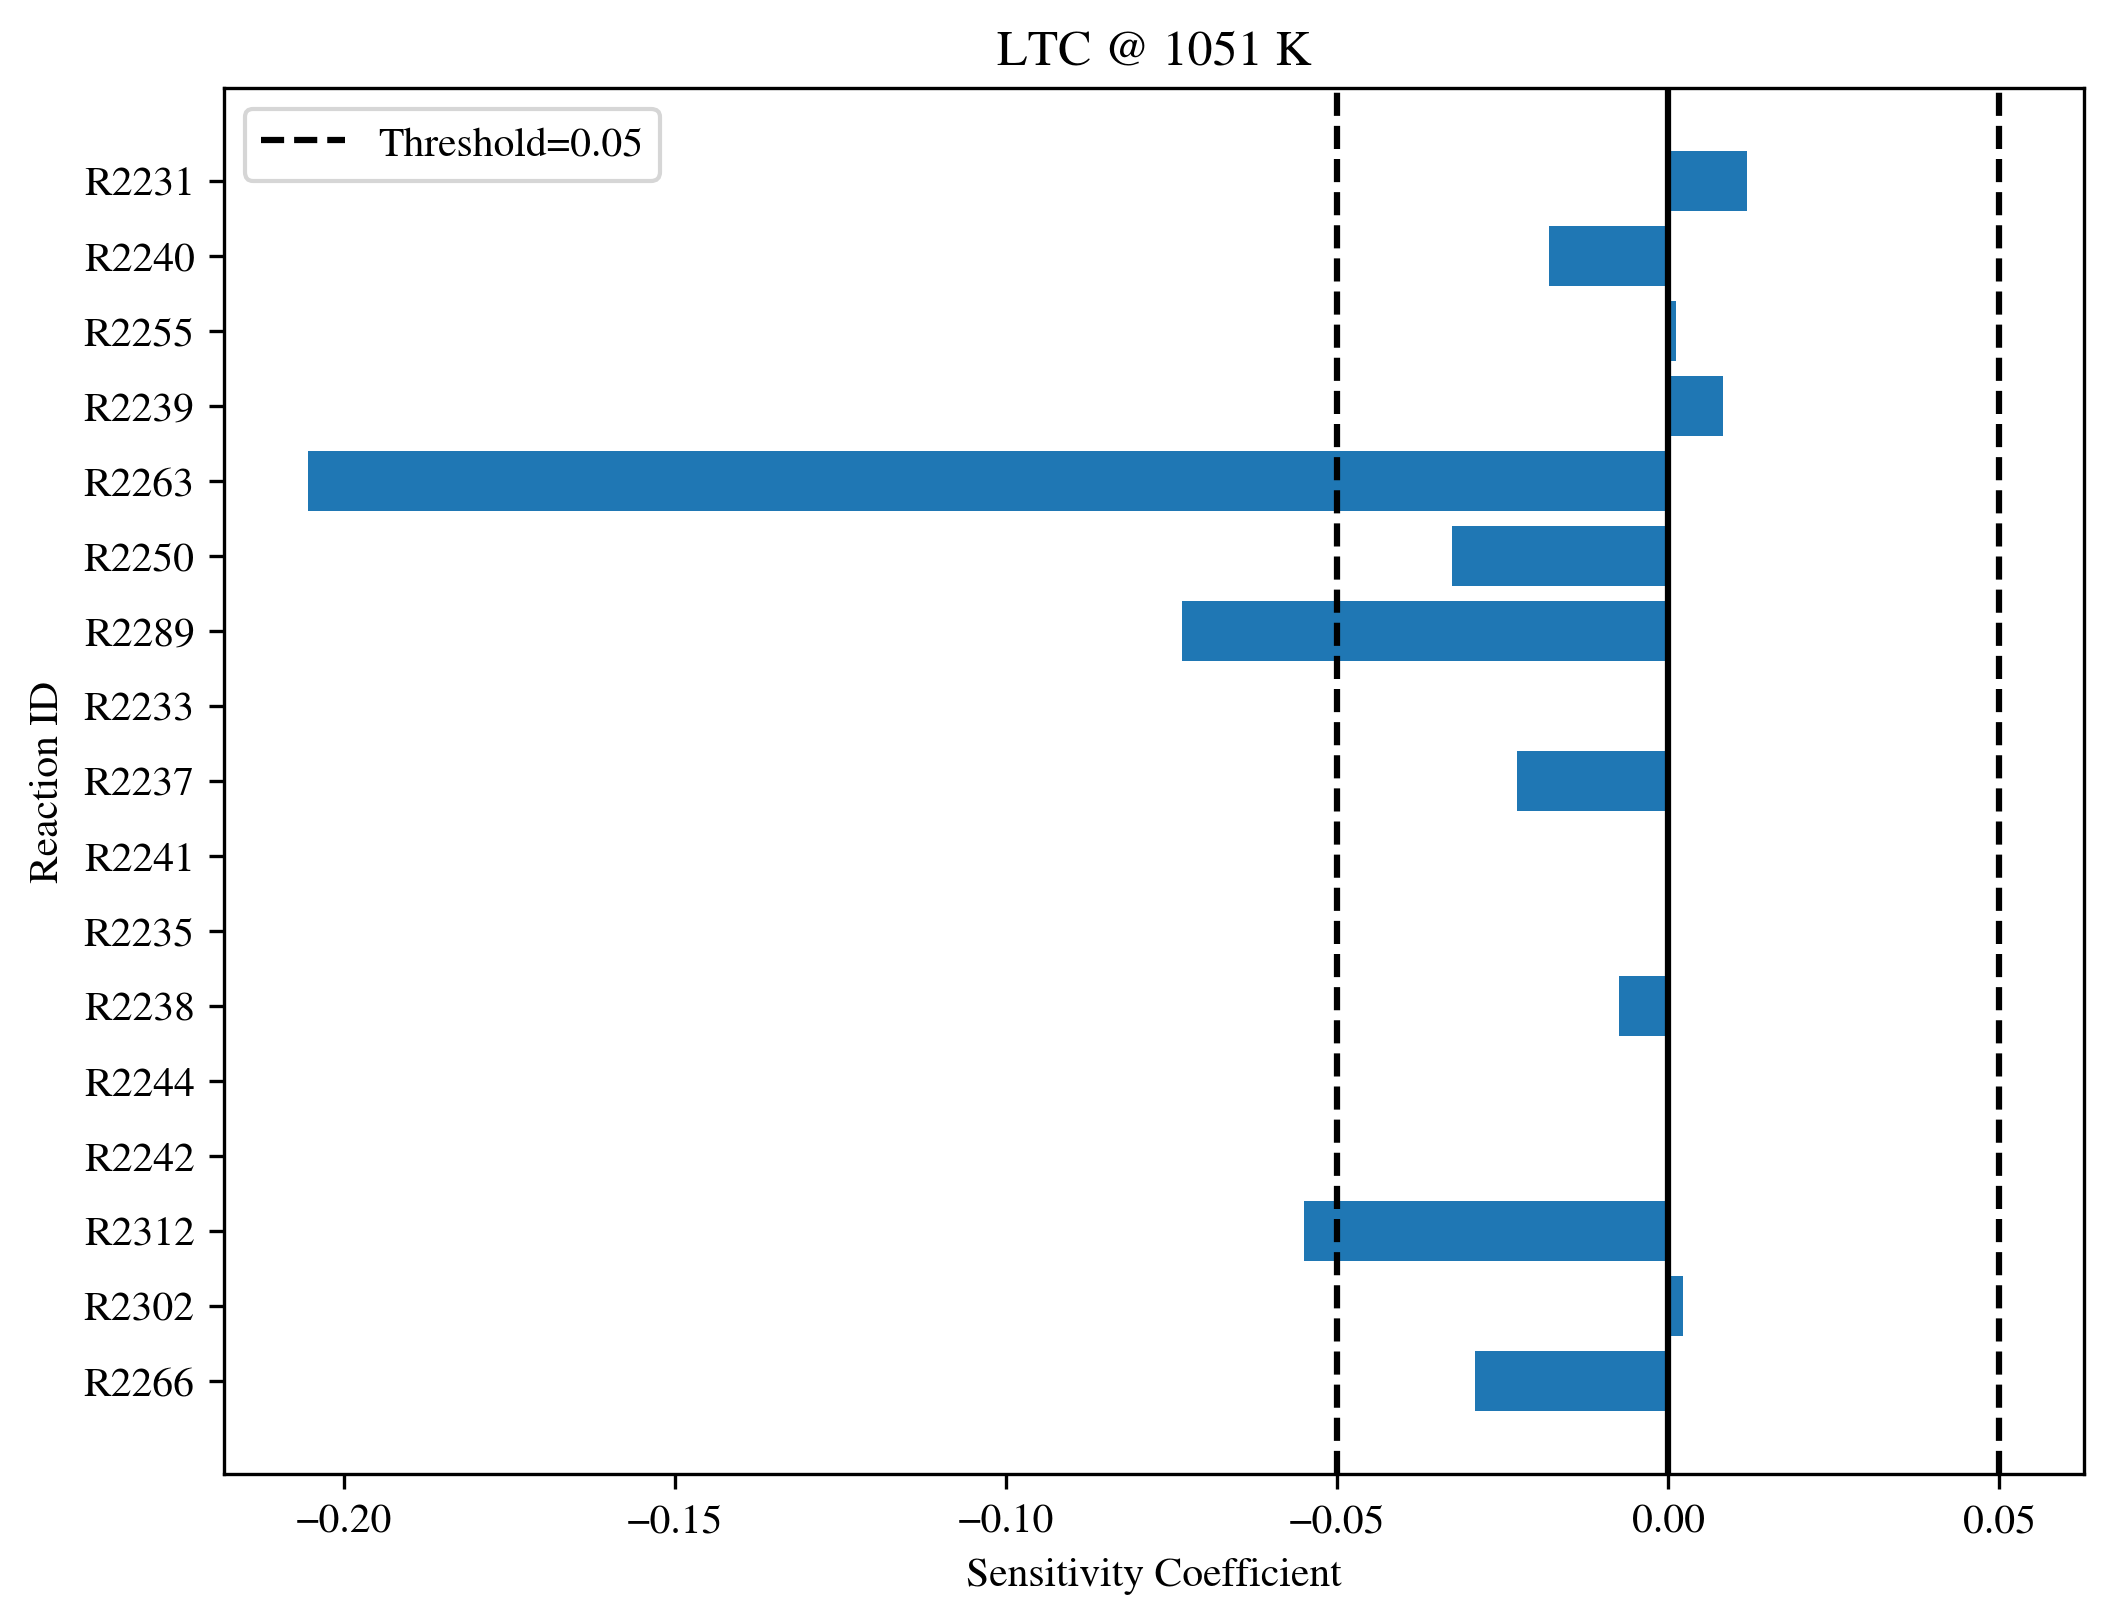 LTC @ 1051 K
Threshold=0.05
Reaction ID
R2231
R2240
R2255
R2239
R2263
R2250
R2289
R2233
R2237
R2241
R2235
R2238
R2244
R2242
R2312
R2302
R2266
−0.20 −0.15 −0.10 −0.05 0.00 0.05
Sensitivity Coefficient